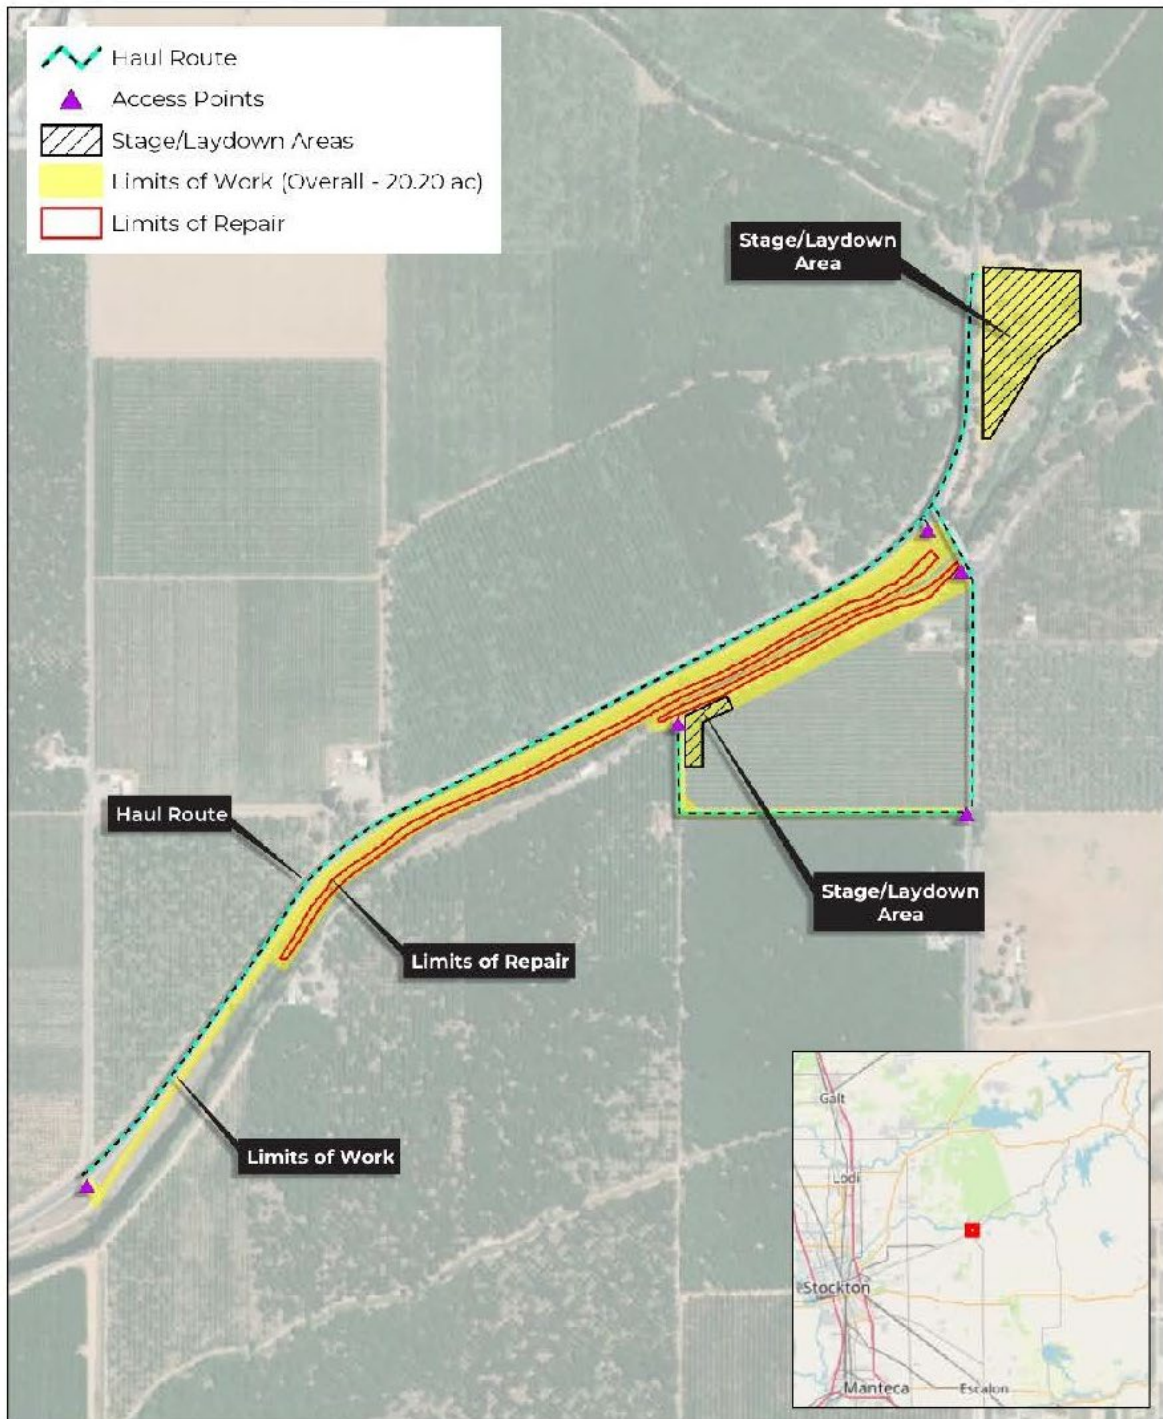 Haul Route
Access Points
Stage/Laydown Areas
Limits of Work (Overall - 20.20 ac)
Limits of Repair
Stage/Laydown
Area
Haul Route
Stage/Laydown
Area
Limits of Repair
Limits of Work
Galt
Lodi
Stockton
Manteca
Escalon